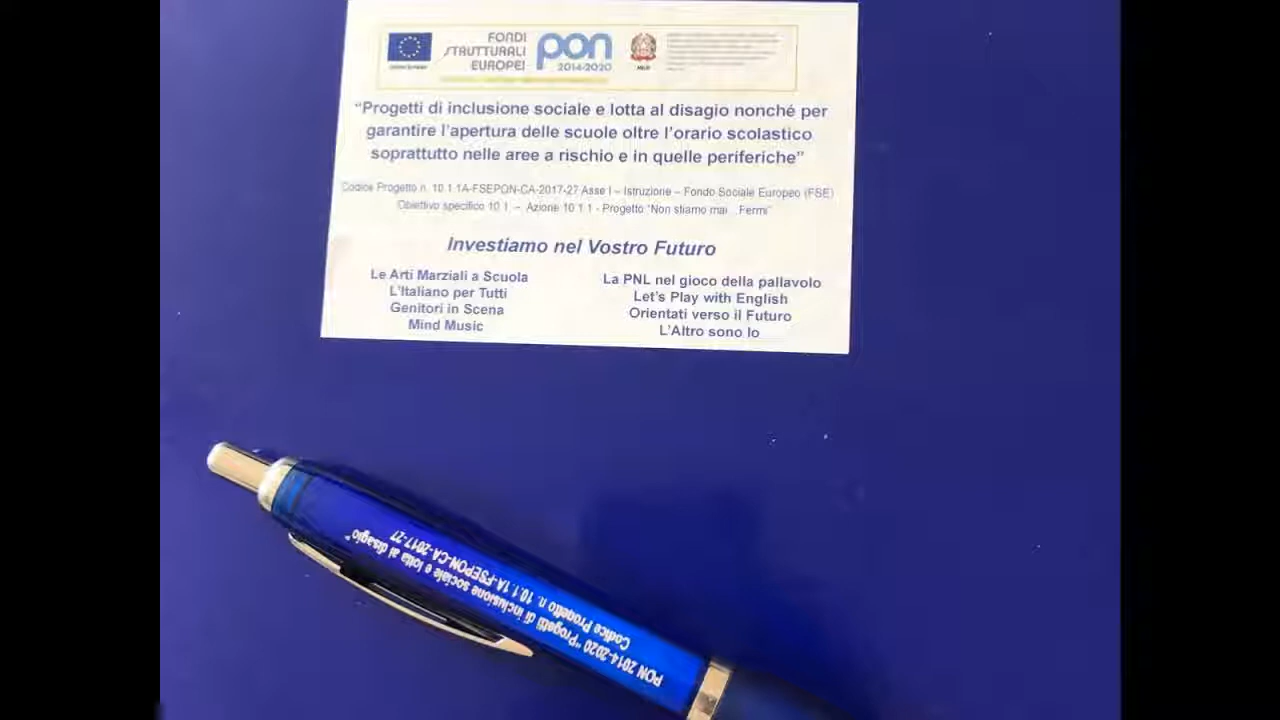 FONDI
STRUTTURALI
EUROPEI
pon
2014-2020
"Progetti di inclusione sociale e lotta al disagio nonché per
garantire l'apertura delle scuole oltre l'orario scolastico
soprattutto nelle aree a rischio e in quelle periferiche"
Codice Progetto n. 10.1.1A-FSEPON-CA-2017-27 Asse I – Istruzione – Fondo Sociale Europeo (FSE)
Obiettivo specifico 10.1. – Azione 10.1.1 - Progetto "Non stiamo mai...Fermi"
Investiamo nel Vostro Futuro
Le Arti Marziali a Scuola
L'Italiano per Tutti
Genitori in Scena
Mind Music
La PNL nel gioco della pallavolo
Let's Play with English
Orientati verso il Futuro
L'Altro sono Io
PON 2014-2020 "Progetti di inclusione sociale e lotta al disagio"
Codice Progetto n. 10.1.1A-FSEPON-CA-2017-27